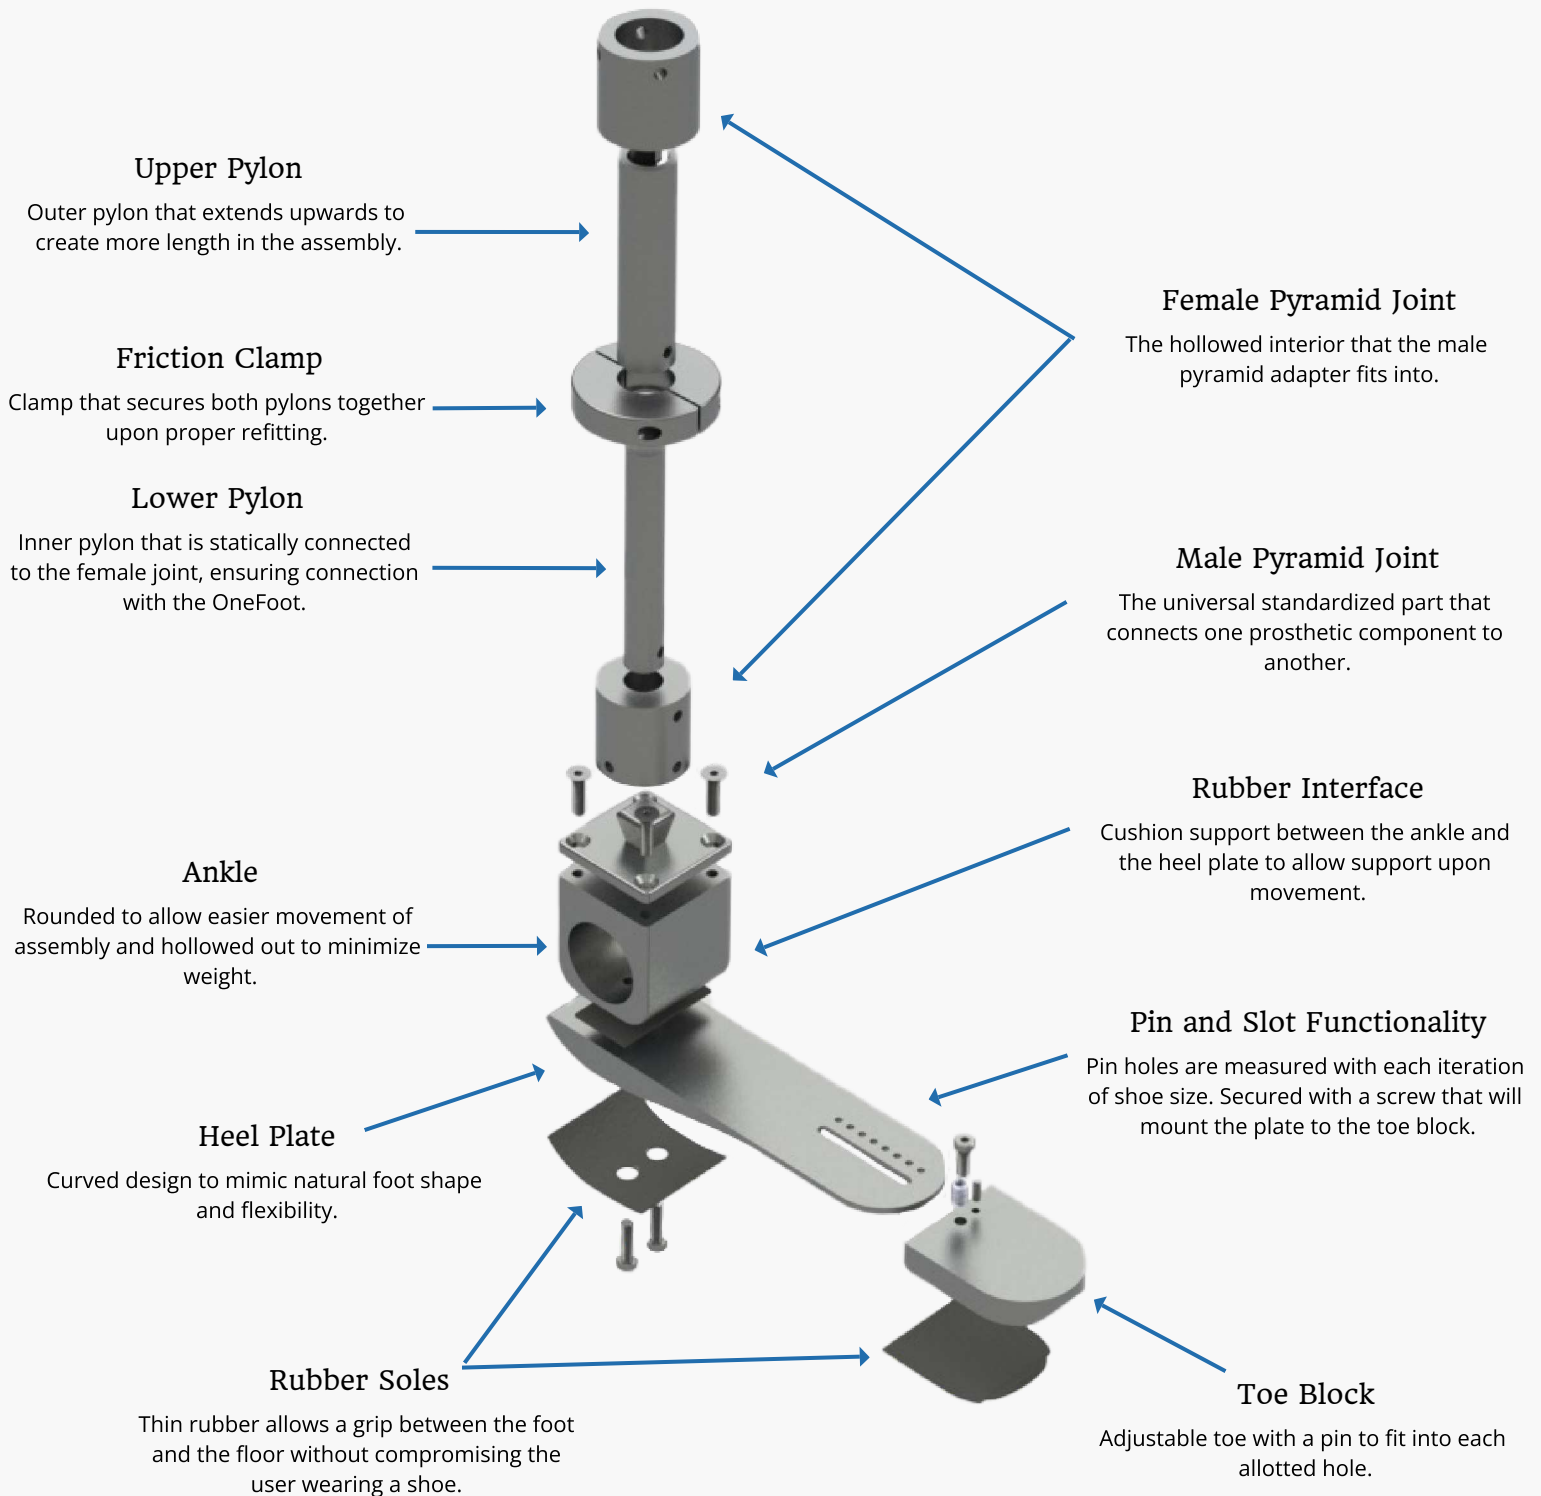 Upper Pylon
Outer pylon that extends upwards to
create more length in the assembly.
Friction Clamp
Clamp that secures both pylons together
upon proper refitting.
Lower Pylon
Inner pylon that is statically connected
to the female joint, ensuring connection
with the OneFoot.
Ankle
Rounded to allow easier movement of
assembly and hollowed out to minimize
weight.
Heel Plate
Curved design to mimic natural foot shape
and flexibility.
Rubber Soles
Thin rubber allows a grip between the foot
and the floor without compromising the
user wearing a shoe.
Female Pyramid Joint
The hollowed interior that the male
pyramid adapter fits into.
Male Pyramid Joint
The universal standardized part that
connects one prosthetic component to
another.
Rubber Interface
Cushion support between the ankle and
the heel plate to allow support upon
movement.
Pin and Slot Functionality
Pin holes are measured with each iteration
of shoe size. Secured with a screw that will
mount the plate to the toe block.
Toe Block
Adjustable toe with a pin to fit into each
allotted hole.